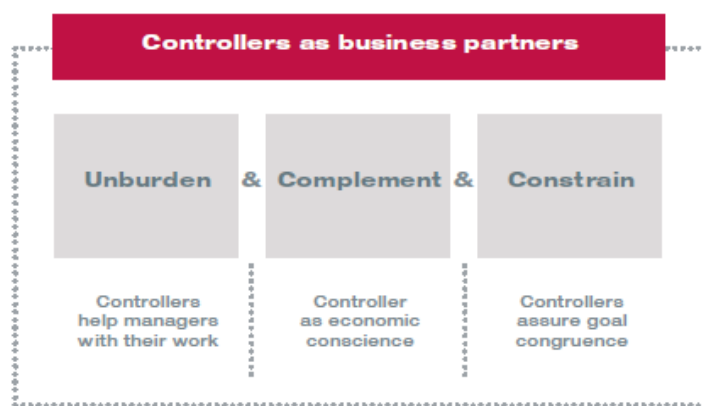 Controllers as business partners
Unburden & Complement & Constrain
Controllers
help managers
with their work
Controller
as economic
conscience
Controllers
assure goal
congruence